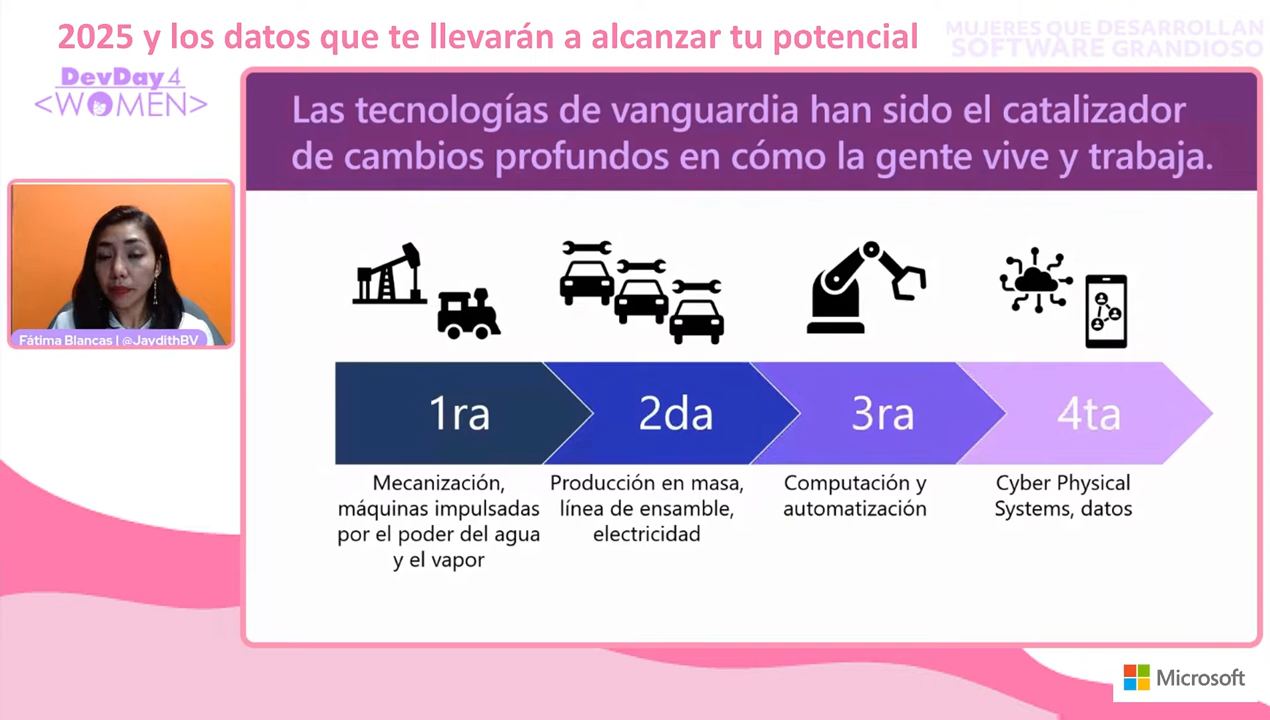 2025 y los datos que te llevarán a alcanzar tu potencial
MUJERES QUE DESARROLLAN
SOFTWARE GRANDIOSO
DevDay4
<WOMEN>
Las tecnologías de vanguardia han sido el catalizador
de cambios profundos en cómo la gente vive y trabaja.
Fátima Blancas | @JaydithBV
1ra
2da
3ra
4ta
Mecanización,
máquinas impulsadas
por el poder del agua
y el vapor
Producción en masa,
línea de ensamble,
electricidad
Computación y
automatización
Cyber Physical
Systems, datos
Microsoft